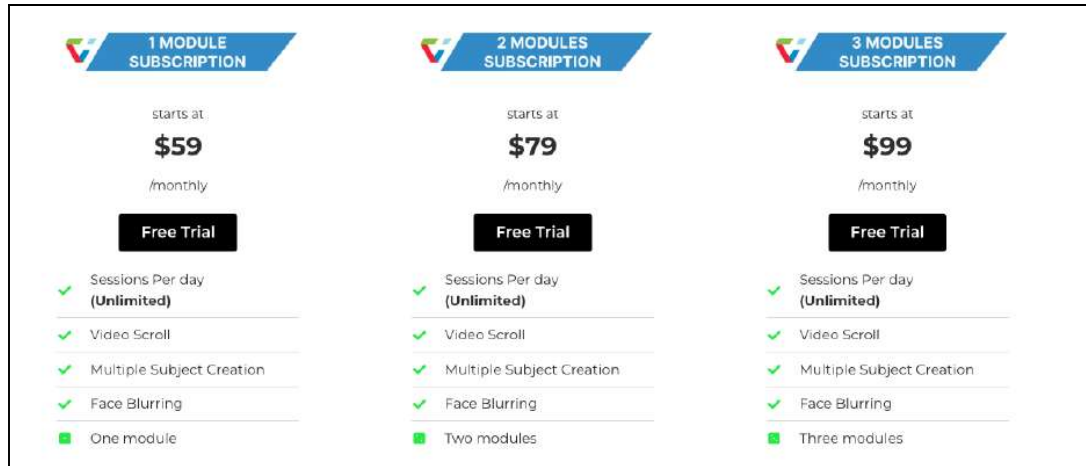 1 MODULE
SUBSCRIPTION
starts at
$59
/monthly
Free Trial
Sessions Per day
(Unlimited)
Video Scroll
Multiple Subject Creation
Face Blurring
One module
2 MODULES
SUBSCRIPTION
starts at
$79
/monthly
Free Trial
Sessions Per day
(Unlimited)
Video Scroll
Multiple Subject Creation
Face Blurring
Two modules
3 MODULES
SUBSCRIPTION
starts at
$99
/monthly
Free Trial
Sessions Per day
(Unlimited)
Video Scroll
Multiple Subject Creation
Face Blurring
Three modules